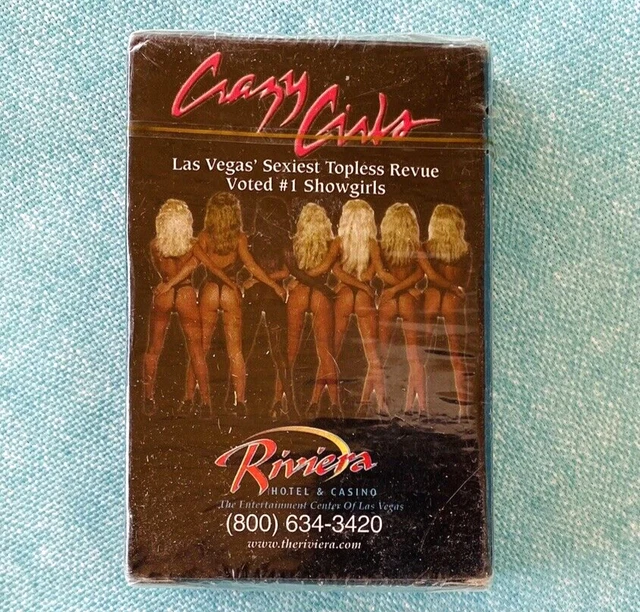 Crazy Girls
Las Vegas' Sexiest Topless Revue
Voted #1 Showgirls
Riviera
HOTEL & CASINO
The Entertainment Center Of Las Vegas
(800) 634-3420
www.theriviera.com